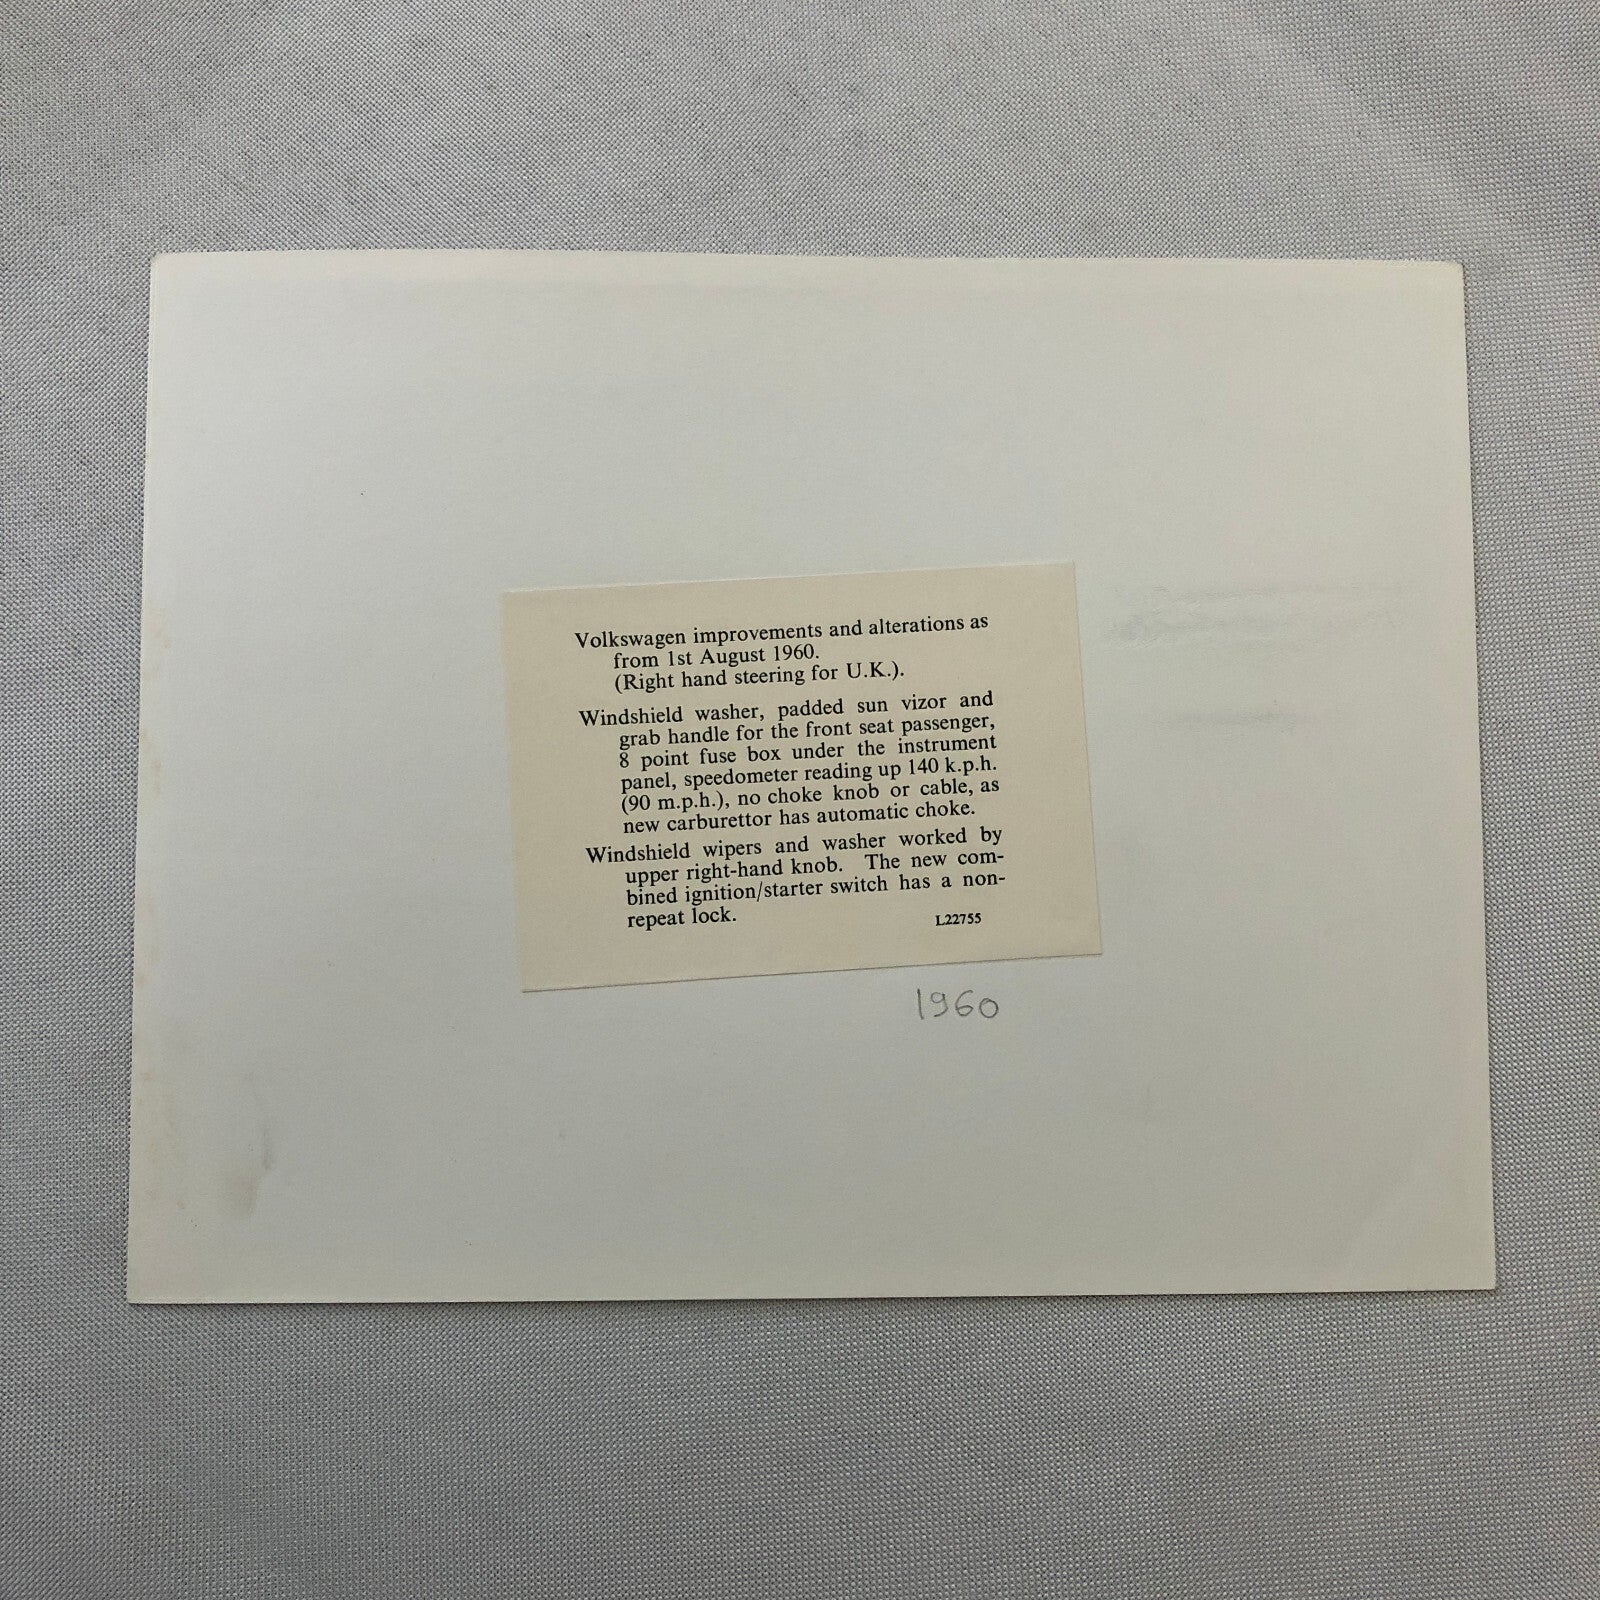 Volkswagen improvements and alterations as
from 1st August 1960.
(Right hand steering for U.K.).
Windshield washer, padded sun vizor and
grab handle for the front seat passenger,
8 point fuse box under the instrument
panel, speedometer reading up 140 k.p.h.
(90 m.p.h.), no choke knob or cable, as
new carburettor has automatic choke.
Windshield wipers and washer worked by
upper right-hand knob. The new com-
bined ignition/starter switch has a non-
repeat lock.
L22755
1960